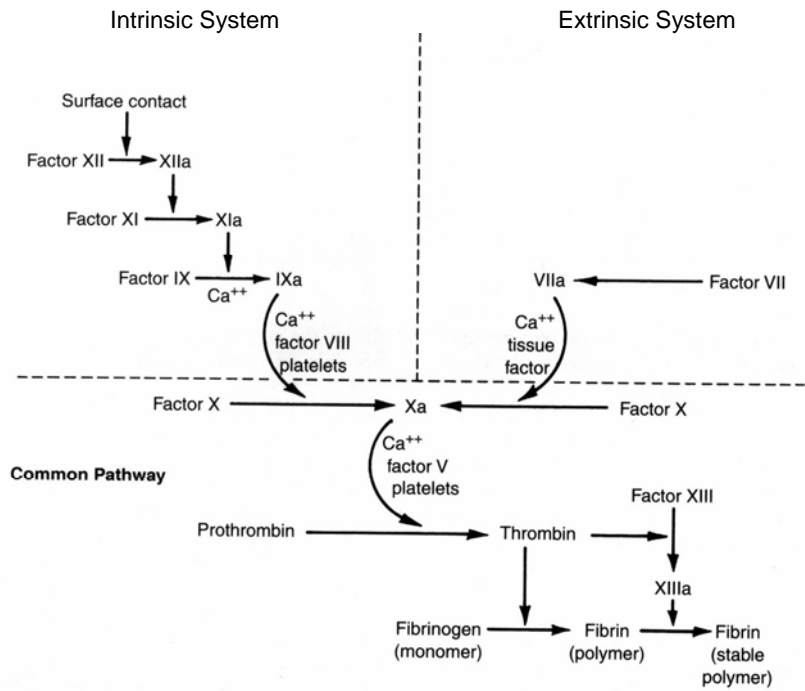 Intrinsic System
Extrinsic System
Surface contact
Factor XII
XIIa
Factor XI
XIa
Factor IX
Ca++
IXa
VIIa
Factor VII
Ca++
factor VIII
platelets
Ca++
tissue
factor
Factor X
Xa
Factor X
Ca++
factor V
platelets
Common Pathway
Factor XIII
Prothrombin
Thrombin
XIIIa
Fibrinogen
(monomer)
Fibrin
(polymer)
Fibrin
(stable
polymer)